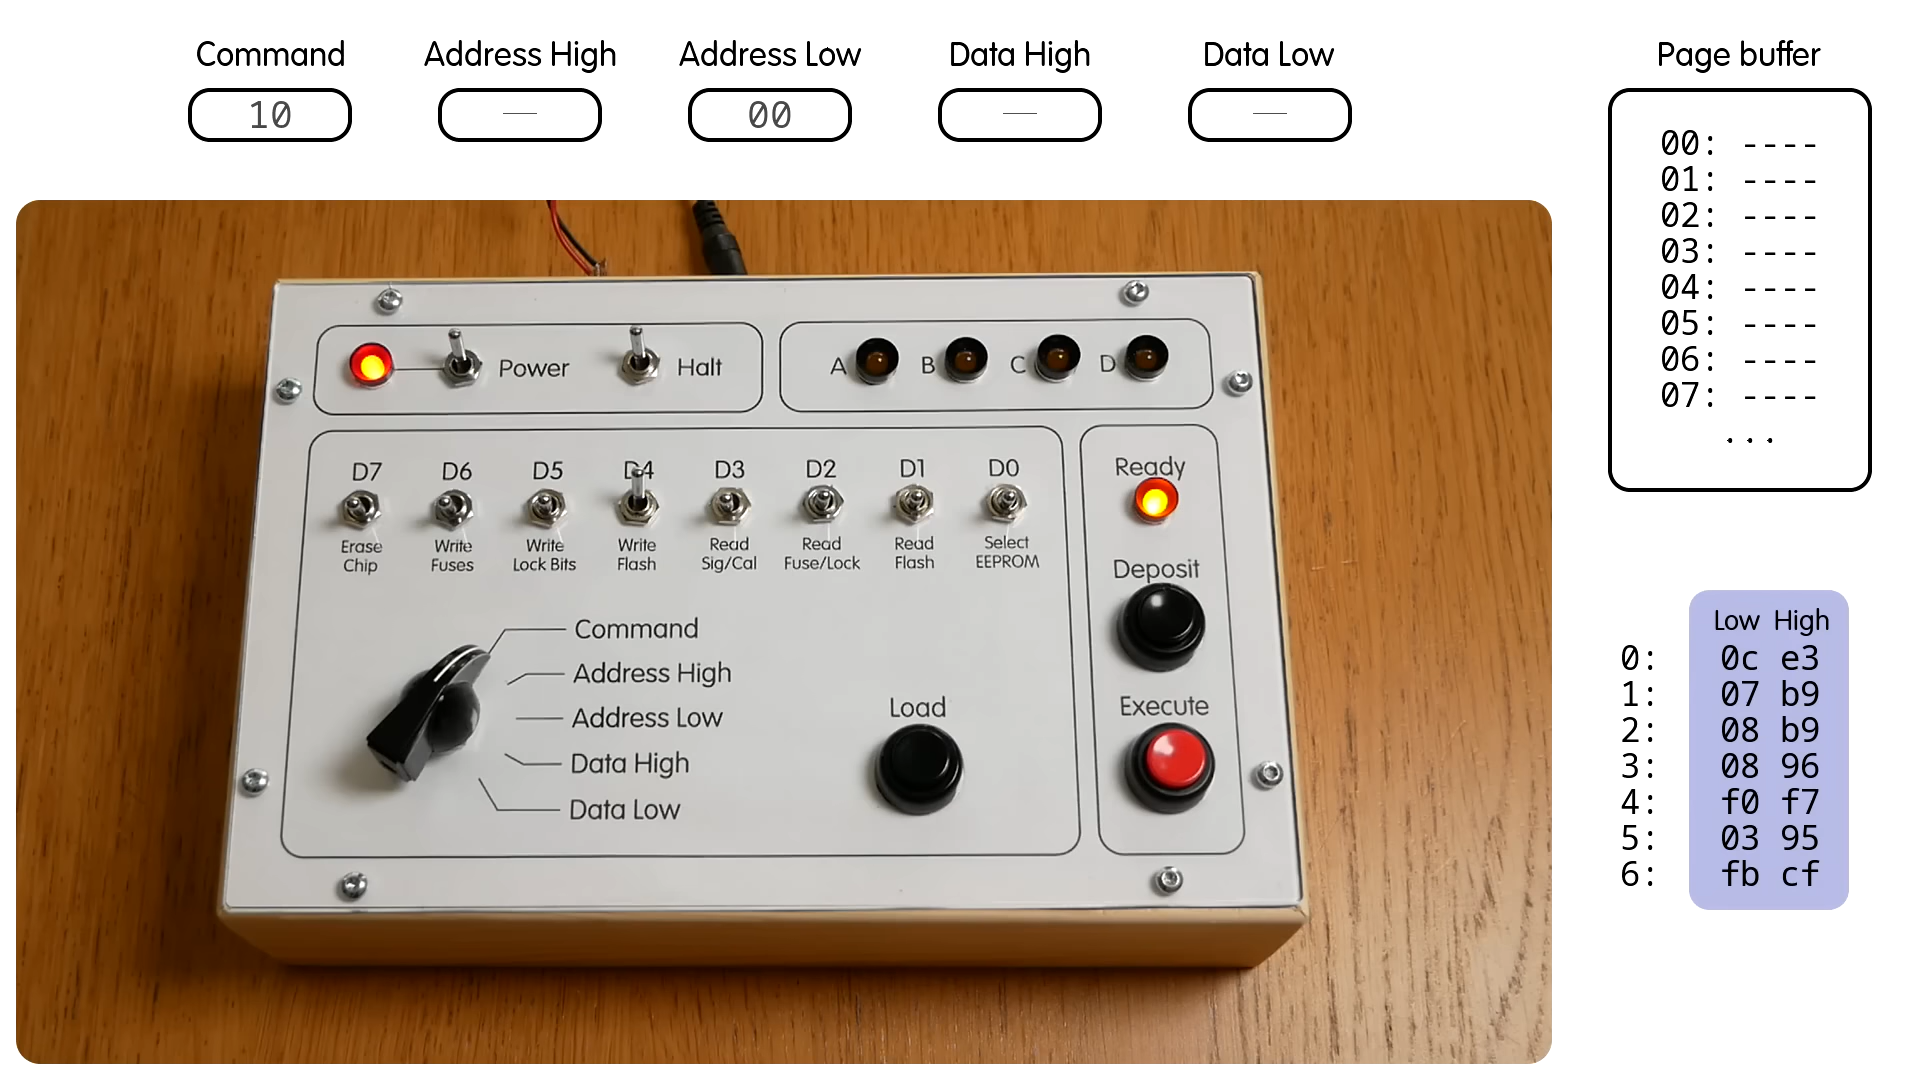 Command Address High Address Low Data High Data Low Page buffer
10 — 00 — —
00: ----
01: ----
02: ----
03: ----
04: ----
05: ----
06: ----
07: ----
...
Power Halt A B C D
D7 D6 D5 D4 D3 D2 D1 D0
Erase Chip
Write Fuses
Write Lock Bits
Write Flash
Read Sig/Cal
Read Fuse/Lock
Read Flash
Select EEPROM
Command
Address High
Address Low
Data High
Data Low
Load
Ready
Deposit
Execute
Low High
0: 0c e3
1: 07 b9
2: 08 b9
3: 08 96
4: f0 f7
5: 03 95
6: fb cf